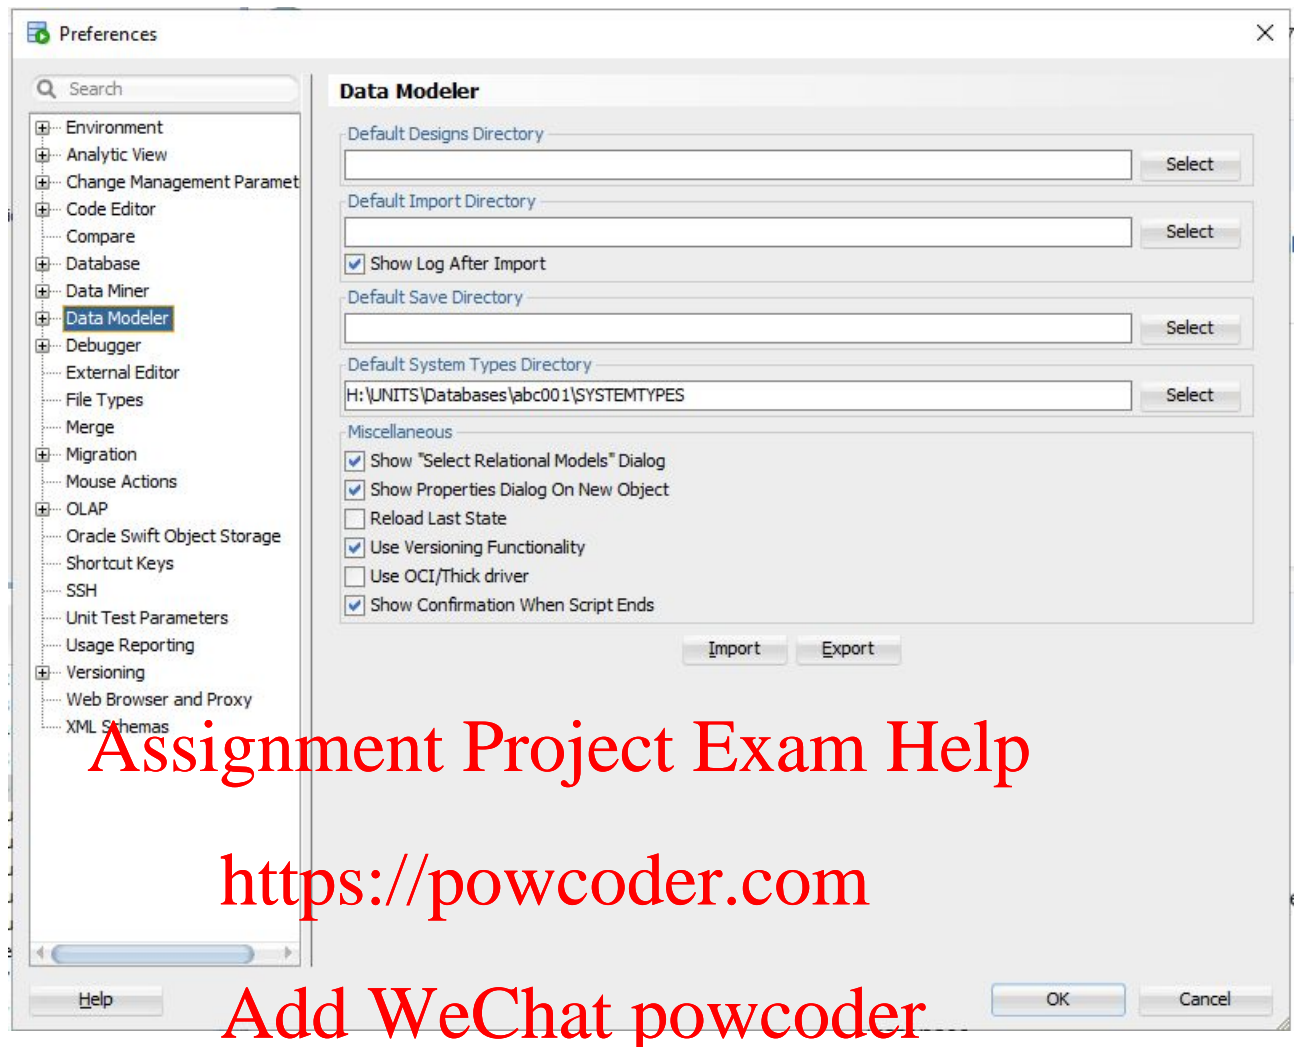 Preferences
Search
Environment
Analytic View
Change Management Paramet
Code Editor
Compare
Database
Data Miner
Data Modeler
Debugger
External Editor
File Types
Merge
Migration
Mouse Actions
OLAP
Oracle Swift Object Storage
Shortcut Keys
SSH
Unit Test Parameters
Usage Reporting
Versioning
Web Browser and Proxy
XML Schemas
Data Modeler
Default Designs Directory
Select
Default Import Directory
Select
Show Log After Import
Default Save Directory
Select
Default System Types Directory
H:\UNITS\Databases\abc001\SYSTEMTYPES
Select
Miscellaneous
Show "Select Relational Models" Dialog
Show Properties Dialog On New Object
Reload Last State
Use Versioning Functionality
Use OCI/Thick driver
Show Confirmation When Script Ends
Import Export
Assignment Project Exam Help
https://powcoder.com
Add WeChat powcoder
Help
OK Cancel